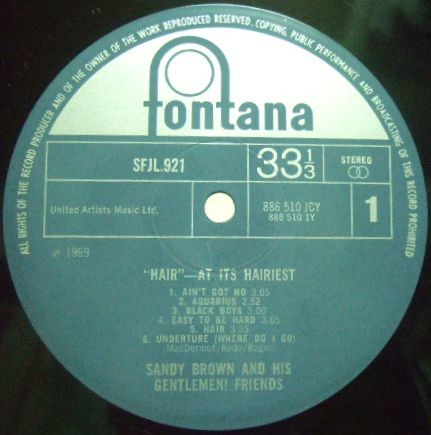 ALL RIGHTS OF THE RECORD PRODUCER AND OF THE OWNER OF THE WORK REPRODUCED RESERVED. COPYING, PUBLIC PERFORMANCE AND BROADCASTING OF THIS RECORD PROHIBITED
fontana
SFJL.921
33 1/3
STEREO
United Artists Music Ltd.
886 510 JCY
886 510 1Y
1
℗ 1969
"HAIR"—AT ITS HAIRIEST
1. AIN'T GOT NO 3.05
2. AQUARIUS 2.52
3. BLACK BOYS 3.00
4. EASY TO BE HARD 3.05
5. HAIR 3.35
6. UNDERTURE (WHERE DO I GO)
(MacDermot/Rado/Ragni)
SANDY BROWN AND HIS
GENTLEMEN! FRIENDS